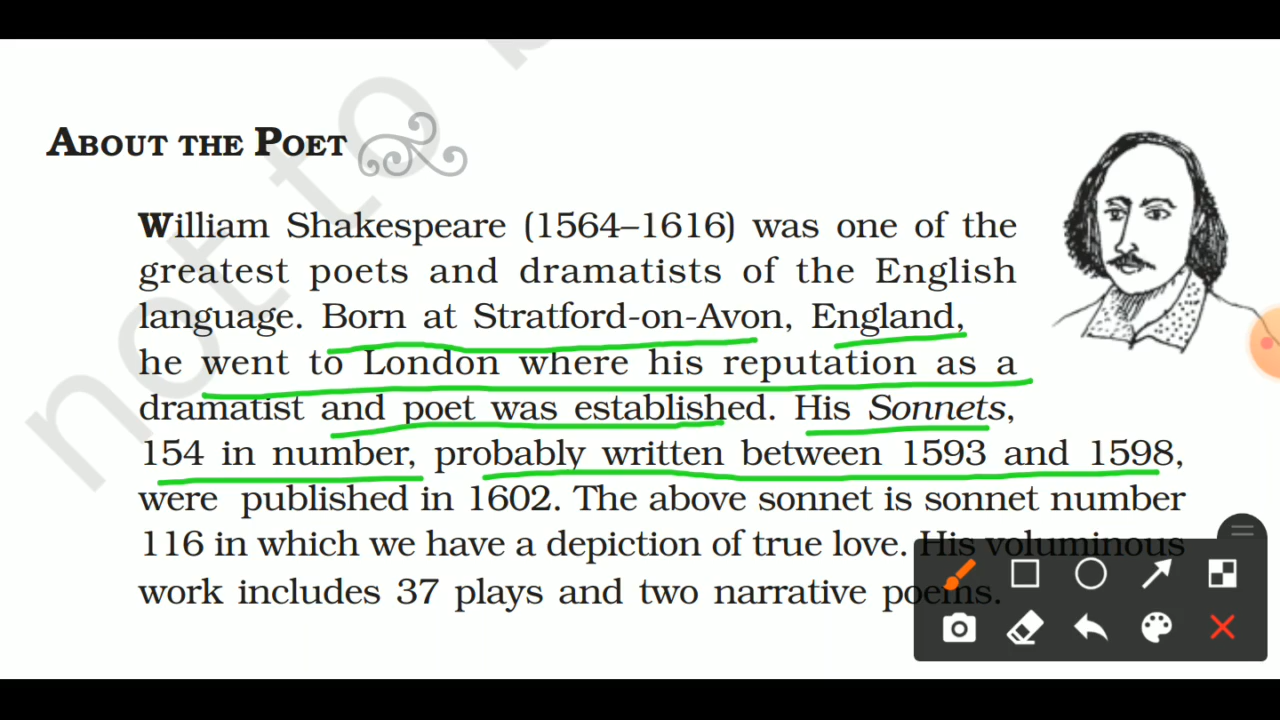 ABOUT THE POET
William Shakespeare (1564–1616) was one of the
greatest poets and dramatists of the English
language. Born at Stratford-on-Avon, England,
he went to London where his reputation as a
dramatist and poet was established. His Sonnets,
154 in number, probably written between 1593 and 1598,
were published in 1602. The above sonnet is sonnet number
116 in which we have a depiction of true love. His voluminous
work includes 37 plays and two narrative poems.
not to b